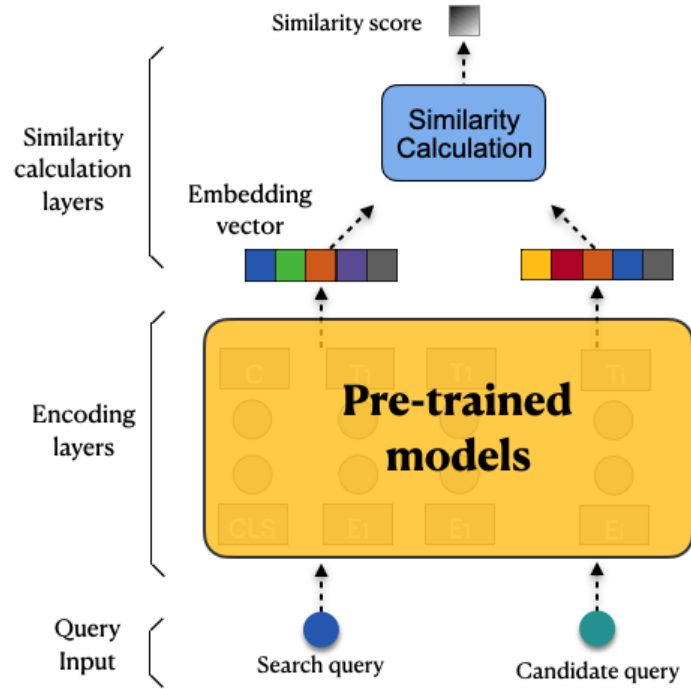 Similarity score
Similarity
Calculation
Similarity
calculation
layers
Embedding
vector
C
T1
T1
Ti
Pre-trained
models
Encoding
layers
CLS
E1
E1
Ei
Query
Input
Search query
Candidate query